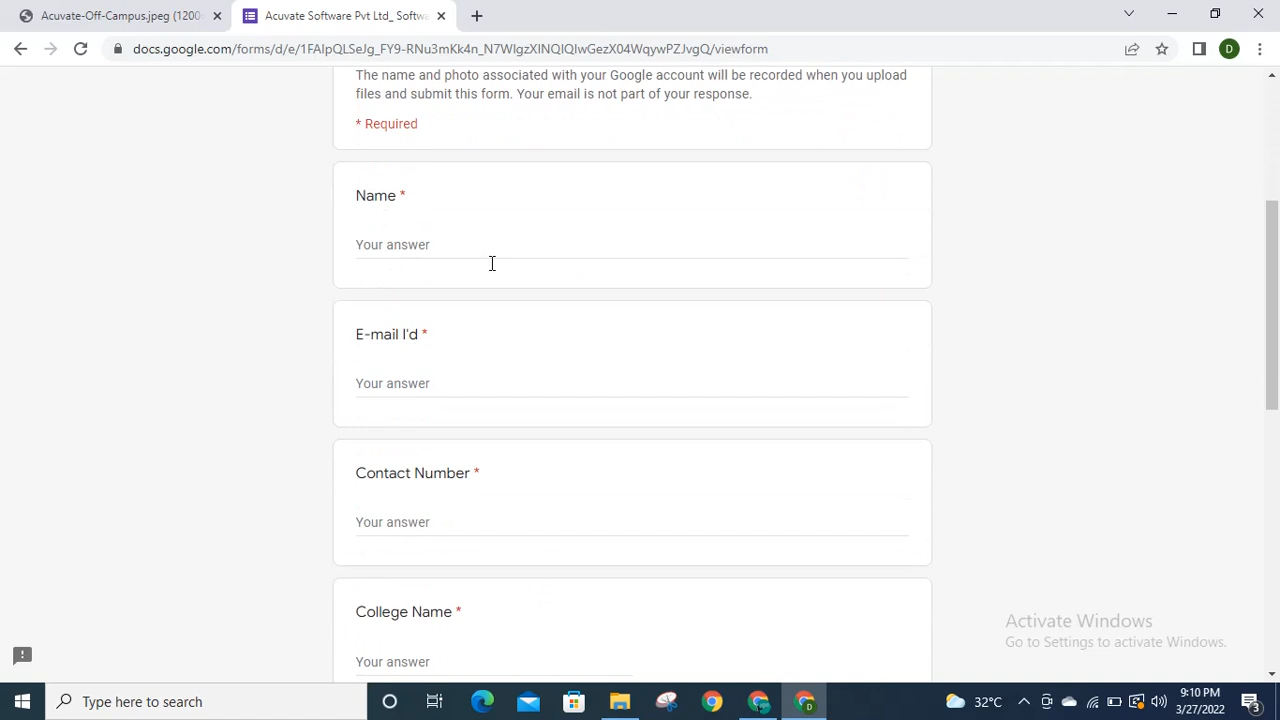 Acuvate-Off-Campus.jpeg (1200×
Acuvate Software Pvt Ltd_ Softwa
docs.google.com/forms/d/e/1FAIpQLSeJg_FY9-RNu3mKk4n_N7WIgzXINQIQIwGezX04WqywPZJvgQ/viewform
D
The name and photo associated with your Google account will be recorded when you upload
files and submit this form. Your email is not part of your response.
* Required
Name *
Your answer
E-mail I'd *
Your answer
Contact Number *
Your answer
College Name *
Your answer
Activate Windows
Go to Settings to activate Windows.
Type here to search
D
32°C
9:10 PM
3/27/2022
3